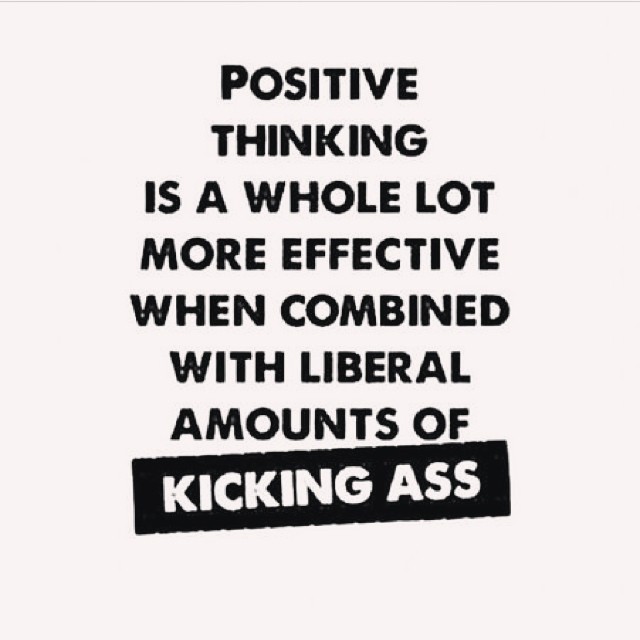 POSITIVE
THINKING
IS A WHOLE LOT
MORE EFFECTIVE
WHEN COMBINED
WITH LIBERAL
AMOUNTS OF
KICKING ASS